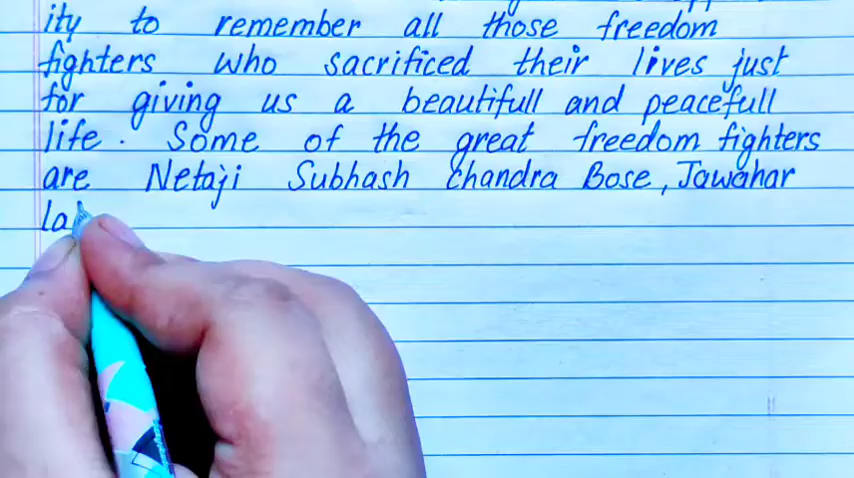 ity to remember all those freedom
fighters who sacrificed their lives just
for giving us a beautifull and peacefull
life. Some of the great freedom fighters
are Netaji Subhash Chandra Bose, Jawahar
la